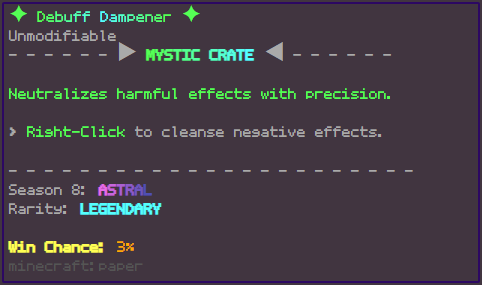 ✦ Debuff Dampener ✦
Unmodifiable
- - - - - - ▶ MYSTIC CRATE ◀ - - - - - -
Neutralizes harmful effects with precision.
> Right-Click to cleanse negative effects.
- - - - - - - - - - - - - - - - - - - - - - -
Season 8: ASTRAL
Rarity: LEGENDARY
Win Chance: 3%
minecraft:paper